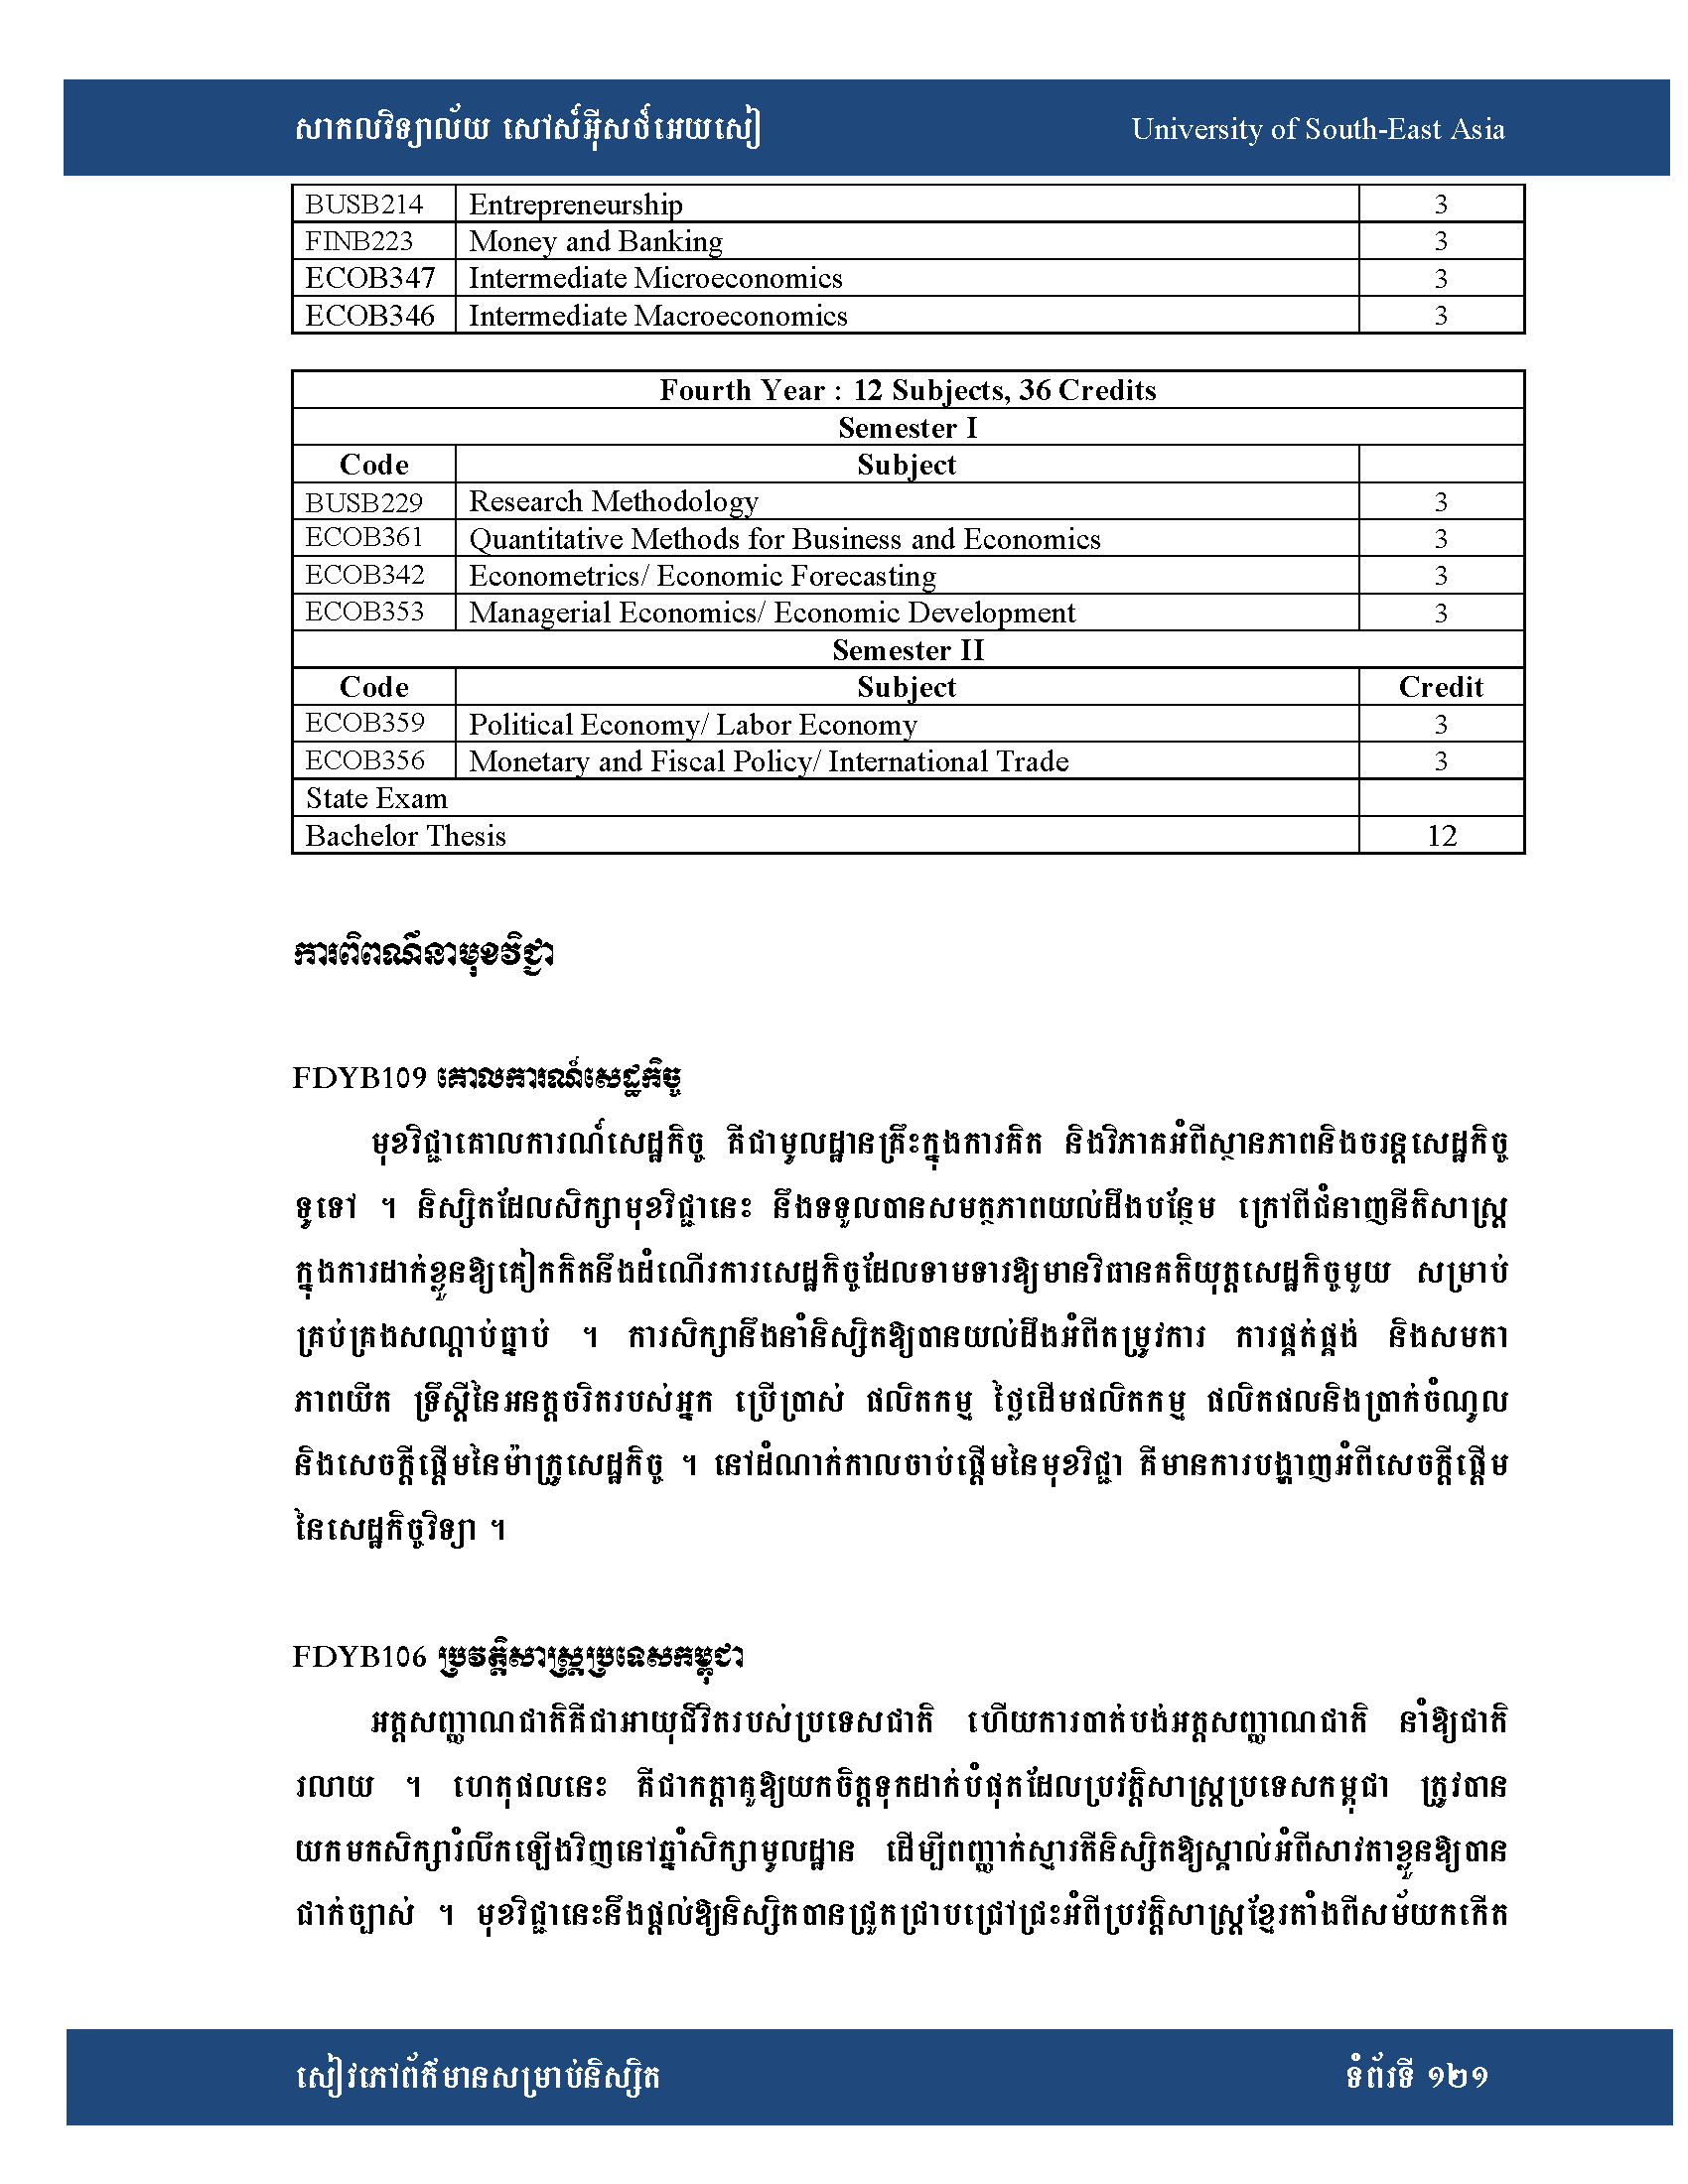 សាកលវិទ្យាល័យ សៅស៍អ៊ីសថ៍អេយសៀ University of South-East Asia
BUSB214 Entrepreneurship 3
FINB223 Money and Banking 3
ECOB347 Intermediate Microeconomics 3
ECOB346 Intermediate Macroeconomics 3
Fourth Year : 12 Subjects, 36 Credits
Semester I
Code Subject
BUSB229 Research Methodology 3
ECOB361 Quantitative Methods for Business and Economics 3
ECOB342 Econometrics/ Economic Forecasting 3
ECOB353 Managerial Economics/ Economic Development 3
Semester II
Code Subject Credit
ECOB359 Political Economy/ Labor Economy 3
ECOB356 Monetary and Fiscal Policy/ International Trade 3
State Exam
Bachelor Thesis 12
ការពិពណ៌នាមុខវិជ្ជា
FDYB109 គោលការណ៍សេដ្ឋកិច្ច
មុខវិជ្ជាគោលការណ៍សេដ្ឋកិច្ច គឺជាមូលដ្ឋានគ្រឹះក្នុងការគិត និងវិភាគអំពីស្ថានភាពនិងចរន្តសេដ្ឋកិច្ច
ទូទៅ ។ និស្សិតដែលសិក្សាមុខវិជ្ជានេះ នឹងទទួលបានសមត្ថភាពយល់ដឹងបន្ថែម ក្រៅពីជំនាញនីតិសាស្ត្រ
ក្នុងការដាក់ខ្លួនឱ្យគៀកកិតនឹងដំណើរការសេដ្ឋកិច្ចដែលទាមទារឱ្យមានវិធានគតិយុត្តសេដ្ឋកិច្ចមួយ សម្រាប់
គ្រប់គ្រងសណ្តាប់ធ្នាប់ ។ ការសិក្សានឹងនាំនិស្សិតឱ្យបានយល់ដឹងអំពីតម្រូវការ ការផ្គត់ផ្គង់ និងសមតា
ភាពយឺត ទ្រឹស្តីនៃអនត្តចរិតរបស់អ្នក ប្រើប្រាស់ ផលិតកម្ម ថ្លៃដើមផលិតកម្ម ផលិតផលនិងប្រាក់ចំណូល
និងសេចក្តីផ្តើមនៃម៉ាក្រូសេដ្ឋកិច្ច ។ នៅដំណាក់កាលចាប់ផ្តើមនៃមុខវិជ្ជា គឺមានការបង្ហាញអំពីសេចក្តីផ្តើម
នៃសេដ្ឋកិច្ចវិទ្យា ។
FDYB106 ប្រវត្តិសាស្ត្រប្រទេសកម្ពុជា
អត្តសញ្ញាណជាតិគឺជាអាយុជីវិតរបស់ប្រទេសជាតិ ហើយការបាត់បង់អត្តសញ្ញាណជាតិ នាំឱ្យជាតិ
រលាយ ។ ហេតុផលនេះ គឺជាកត្តាគួឱ្យយកចិត្តទុកដាក់បំផុតដែលប្រវត្តិសាស្ត្រប្រទេសកម្ពុជា ត្រូវបាន
យកមកសិក្សារំលឹកឡើងវិញនៅឆ្នាំសិក្សាមូលដ្ឋាន ដើម្បីពញ្ញាក់ស្មារតីនិស្សិតឱ្យស្គាល់អំពីសាវតាខ្លួនឱ្យបាន
ជាក់ច្បាស់ ។ មុខវិជ្ជានេះនឹងផ្តល់ឱ្យនិស្សិតបានជ្រួតជ្រាបជ្រៅជ្រះអំពីប្រវត្តិសាស្ត្រខ្មែរតាំងពីសម័យកកើត
សៀវភៅព័ត៌មានសម្រាប់និស្សិត ទំព័រទី ១២១